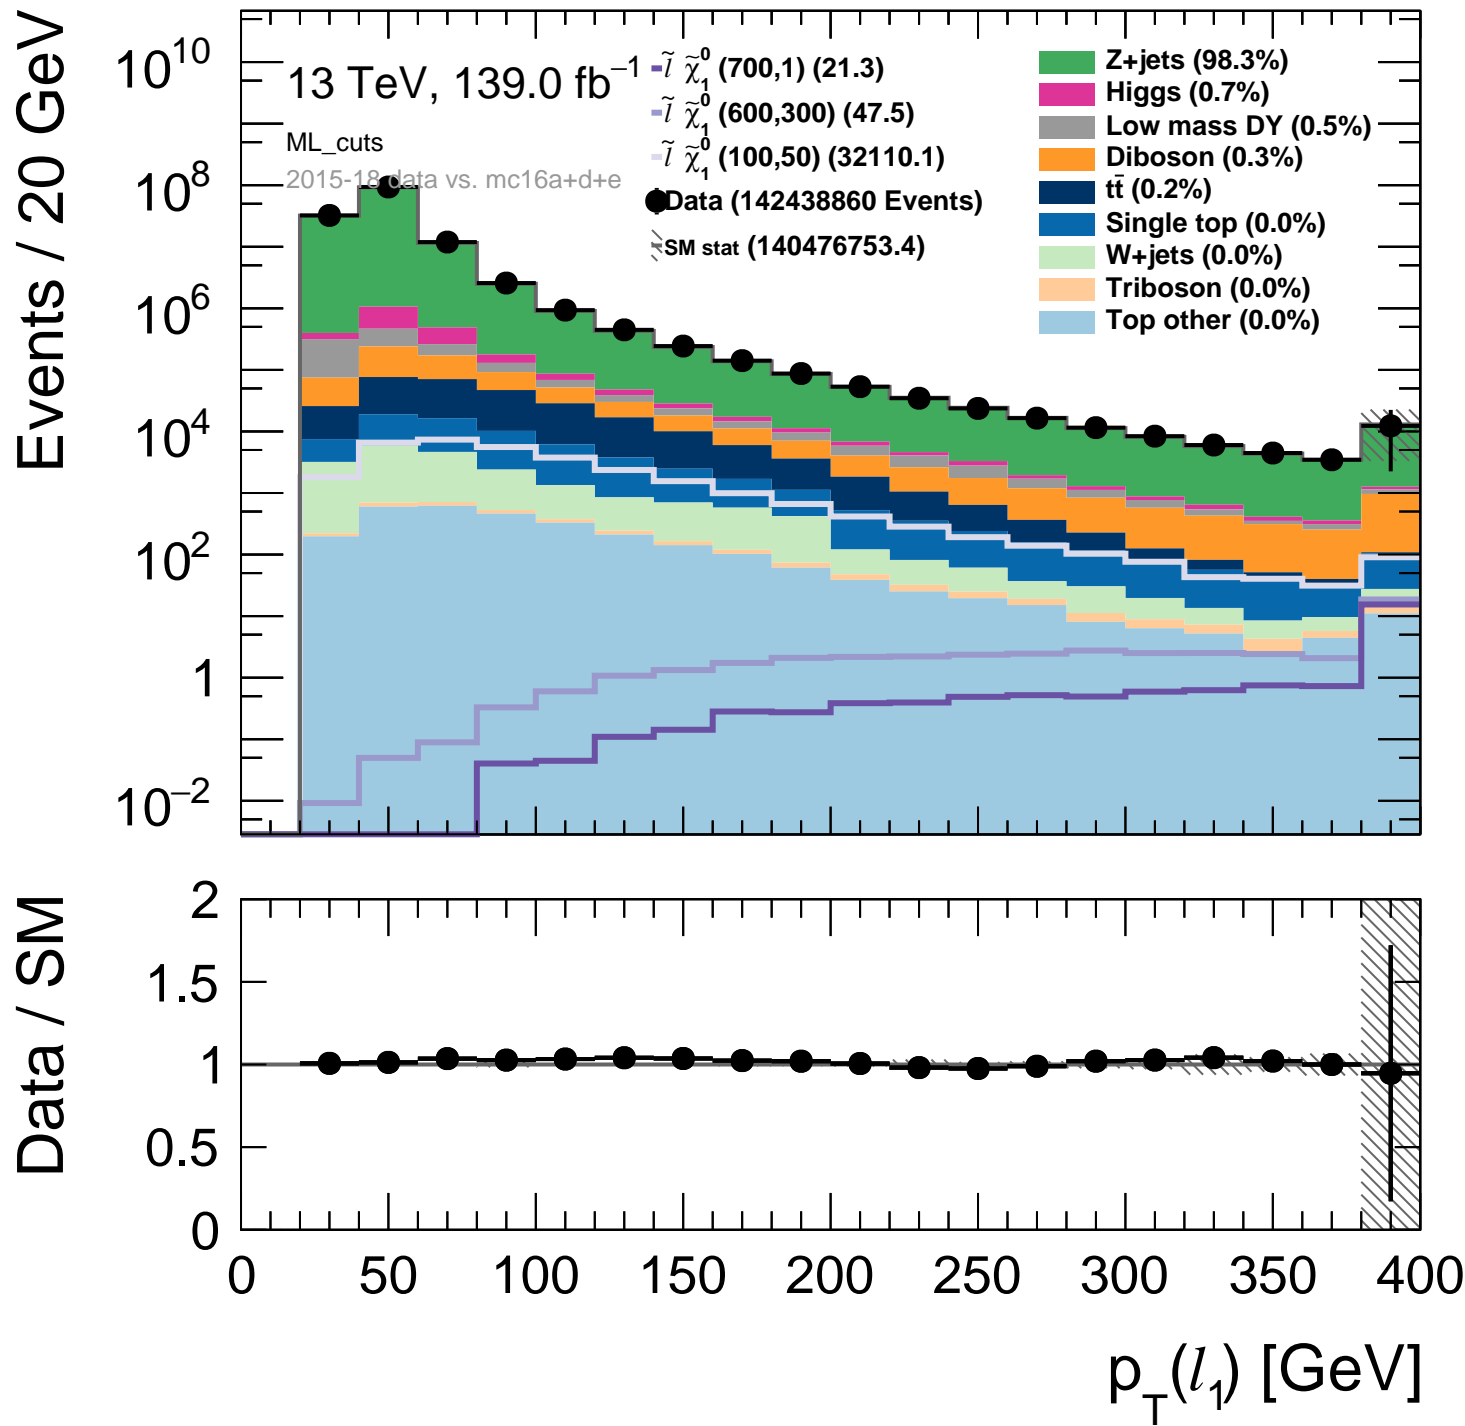 Events / 20 GeV
10¹⁰
10⁸
10⁶
10⁴
10²
1
10⁻²
13 TeV, 139.0 fb⁻¹
ML_cuts
2015-18 data vs. mc16a+d+e
l̃ χ̃₁⁰ (700,1) (21.3)
l̃ χ̃₁⁰ (600,300) (47.5)
l̃ χ̃₁⁰ (100,50) (32110.1)
Data (142438860 Events)
SM stat (140476753.4)
Z+jets (98.3%)
Higgs (0.7%)
Low mass DY (0.5%)
Diboson (0.3%)
tt̄ (0.2%)
Single top (0.0%)
W+jets (0.0%)
Triboson (0.0%)
Top other (0.0%)
Data / SM
2
1.5
1
0.5
0
0 50 100 150 200 250 300 350 400
p_T(l₁) [GeV]